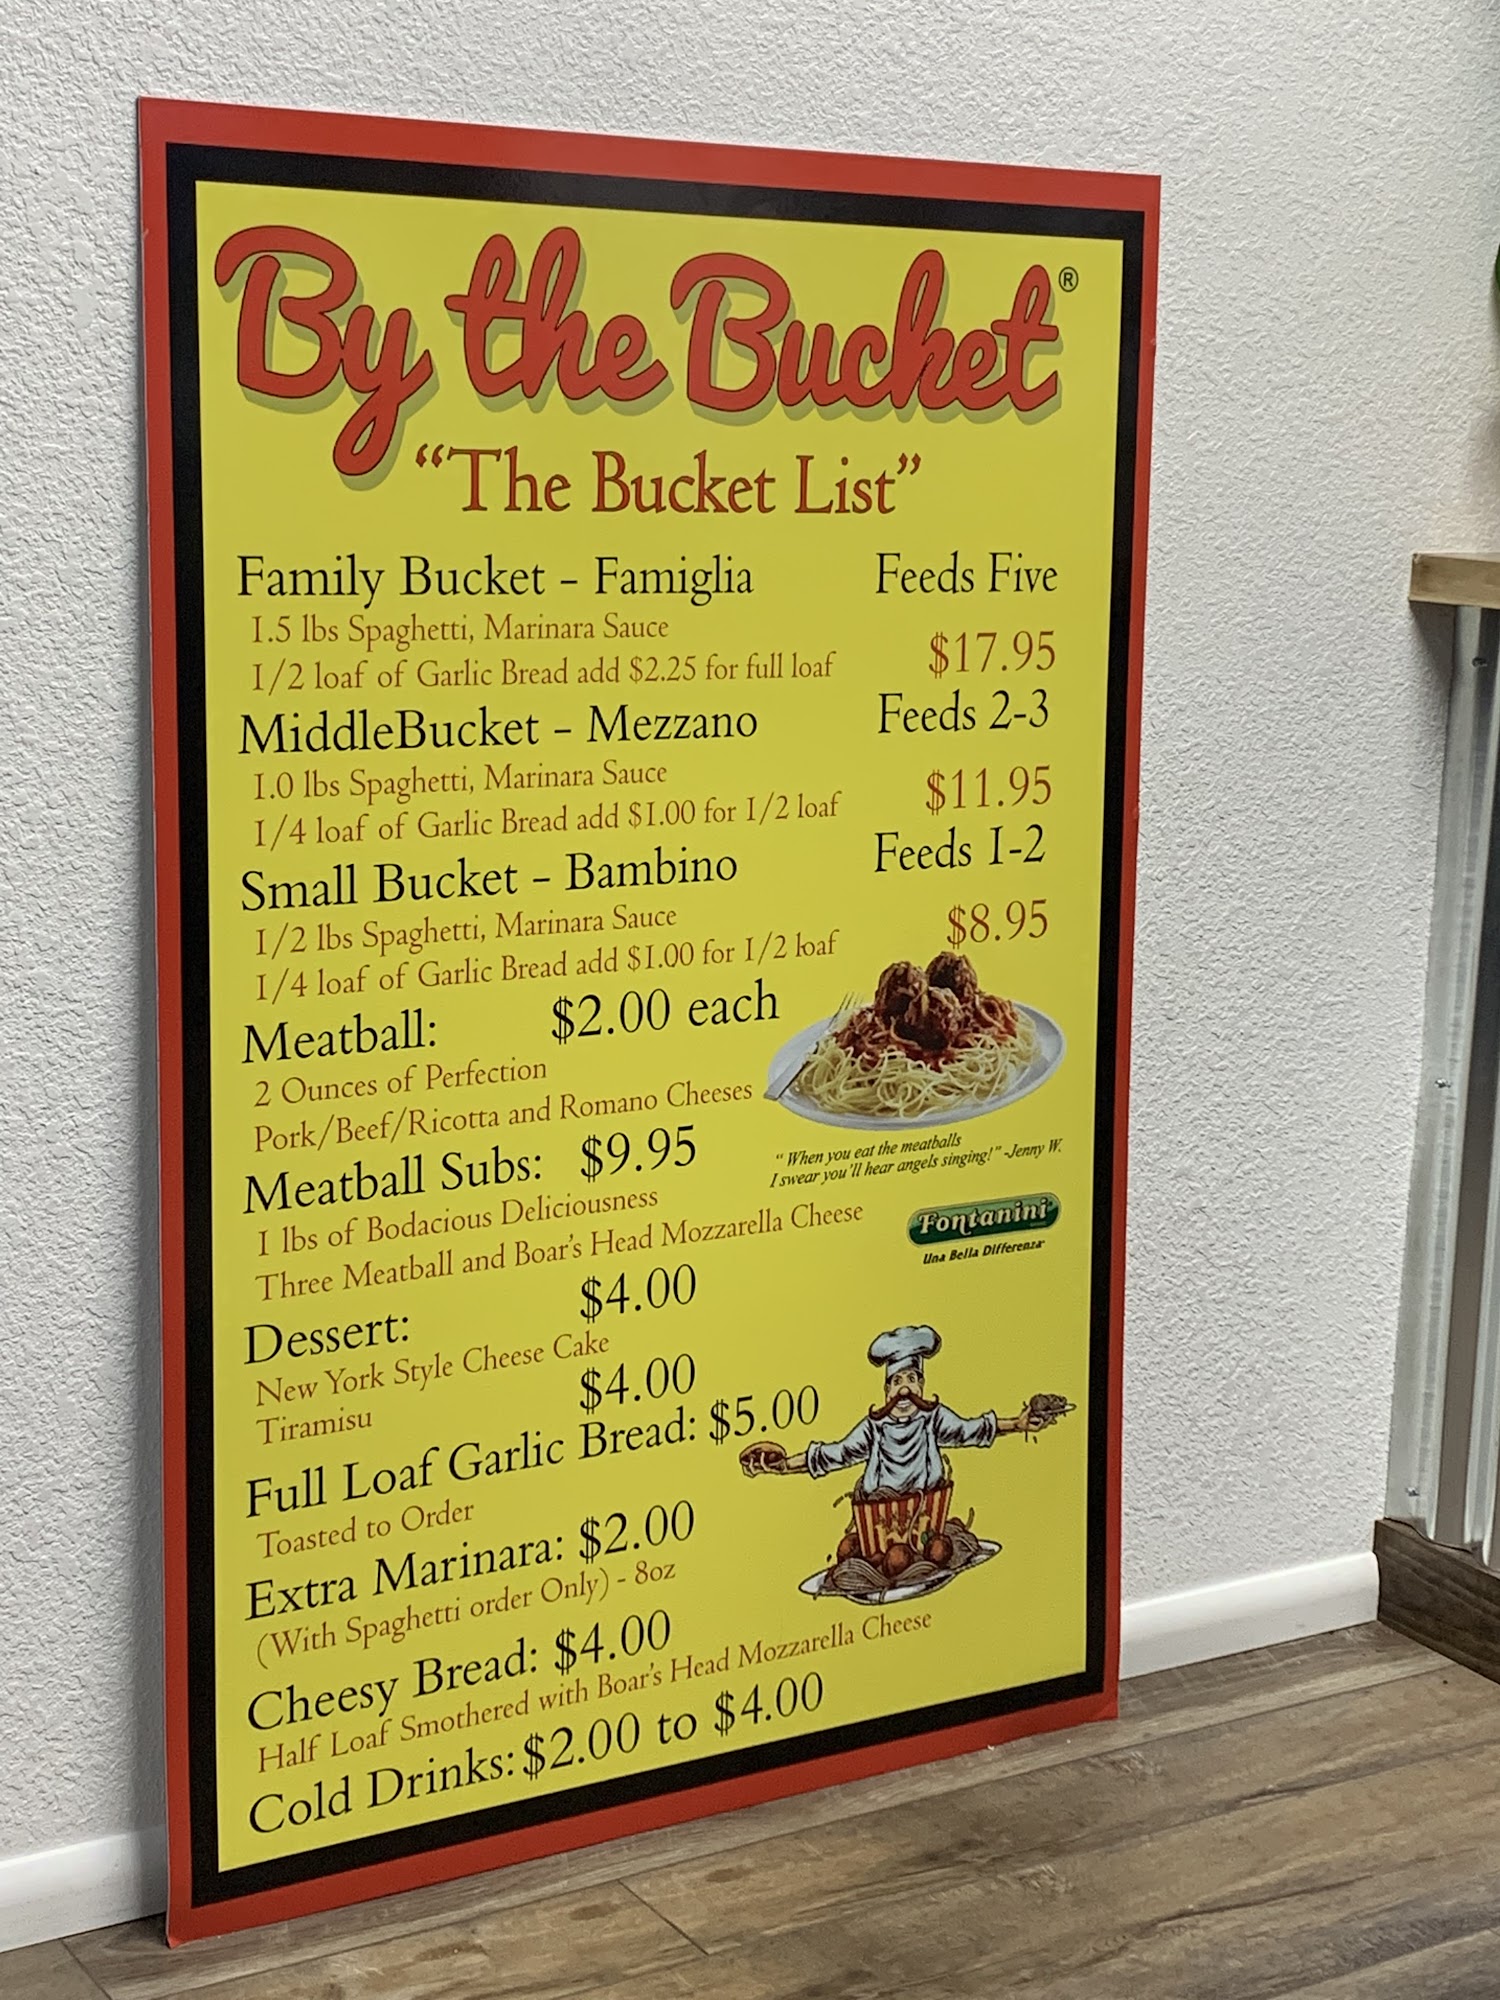 By the Bucket®
“The Bucket List”
Family Bucket - Famiglia Feeds Five
1.5 lbs Spaghetti, Marinara Sauce
1/2 loaf of Garlic Bread add $2.25 for full loaf $17.95
MiddleBucket - Mezzano Feeds 2-3
1.0 lbs Spaghetti, Marinara Sauce
1/4 loaf of Garlic Bread add $1.00 for 1/2 loaf $11.95
Small Bucket - Bambino Feeds 1-2
1/2 lbs Spaghetti, Marinara Sauce
1/4 loaf of Garlic Bread add $1.00 for 1/2 loaf $8.95
Meatball: $2.00 each
2 Ounces of Perfection
Pork/Beef/Ricotta and Romano Cheeses
“ When you eat the meatballs
I swear you'll hear angels singing!” -Jenny W.
Meatball Subs: $9.95
1 lbs of Bodacious Deliciousness
Three Meatball and Boar's Head Mozzarella Cheese
Fontanini
Una Bella Differenza
Dessert: $4.00
New York Style Cheese Cake
Tiramisu $4.00
Full Loaf Garlic Bread: $5.00
Toasted to Order
Extra Marinara: $2.00
(With Spaghetti order Only) - 8oz
Cheesy Bread: $4.00
Half Loaf Smothered with Boar's Head Mozzarella Cheese
Cold Drinks: $2.00 to $4.00